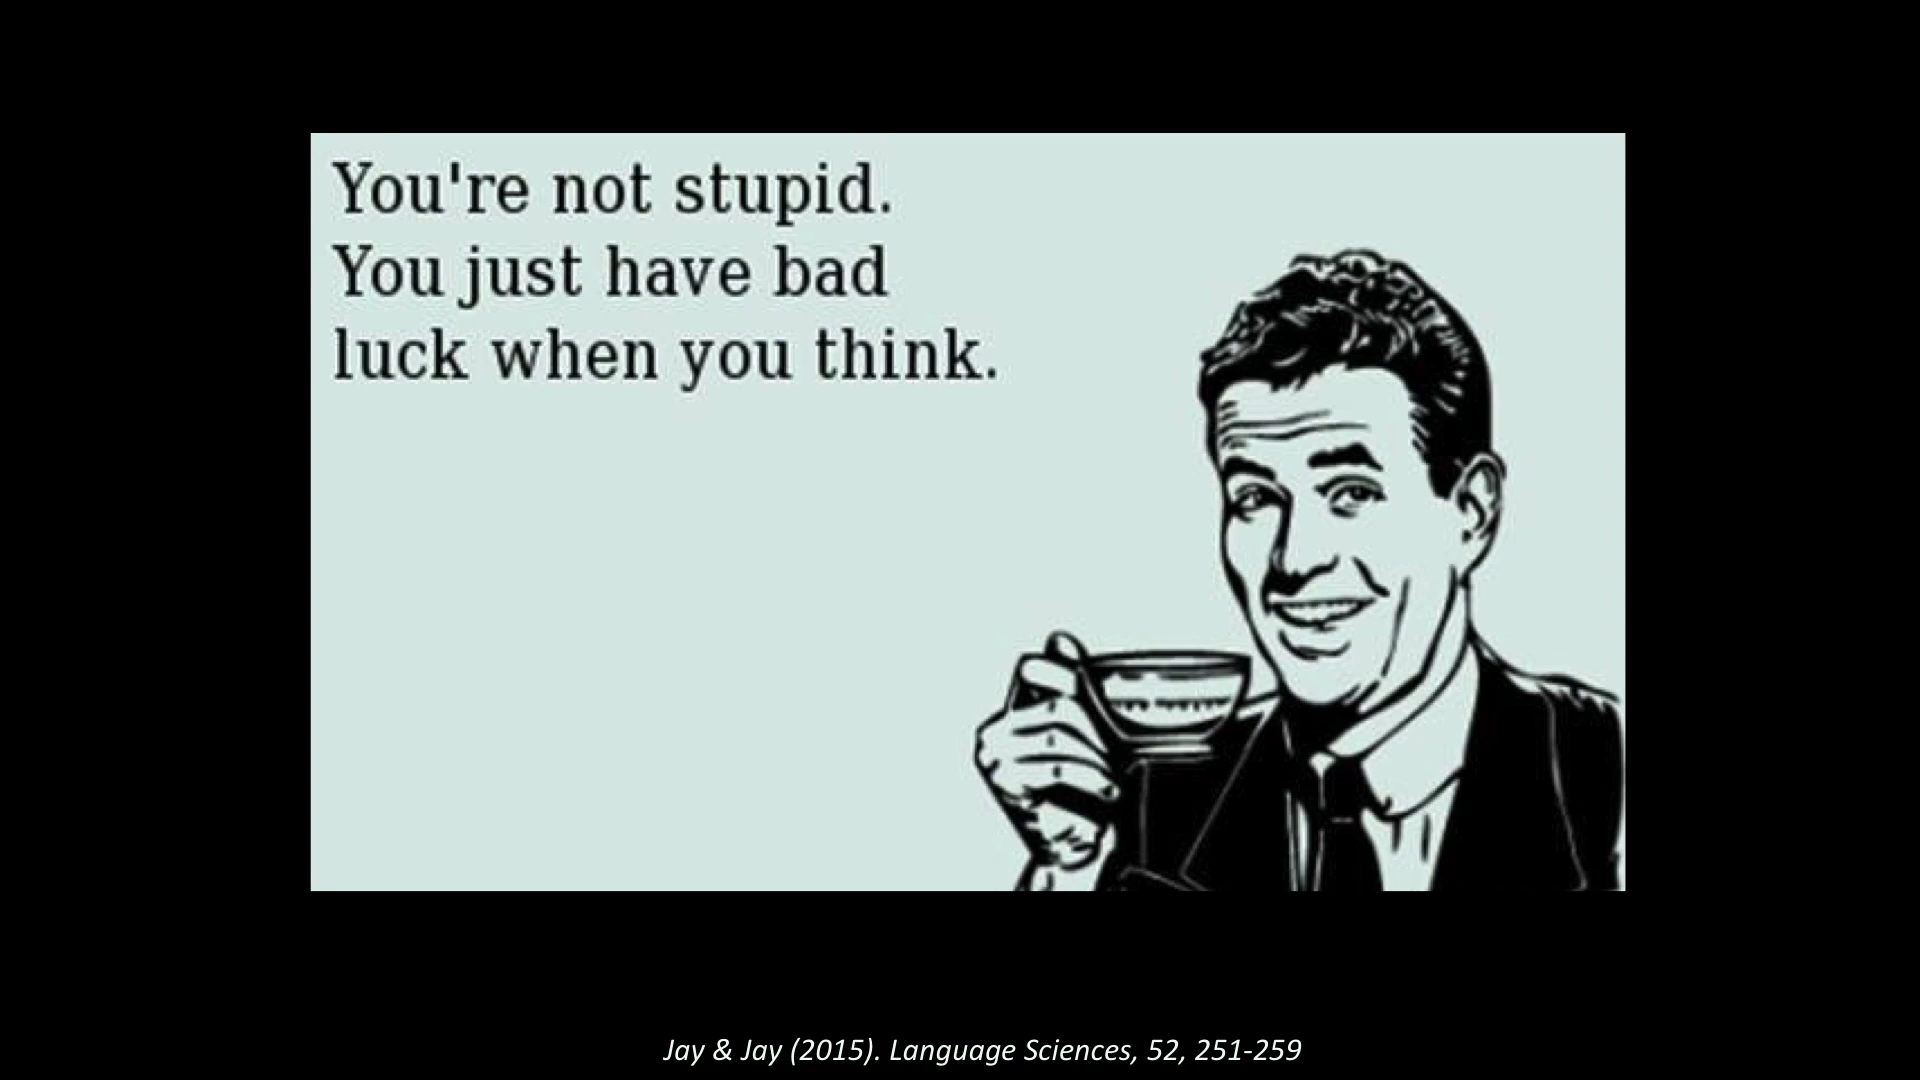 You're not stupid.
You just have bad
luck when you think.
Jay & Jay (2015). Language Sciences, 52, 251-259